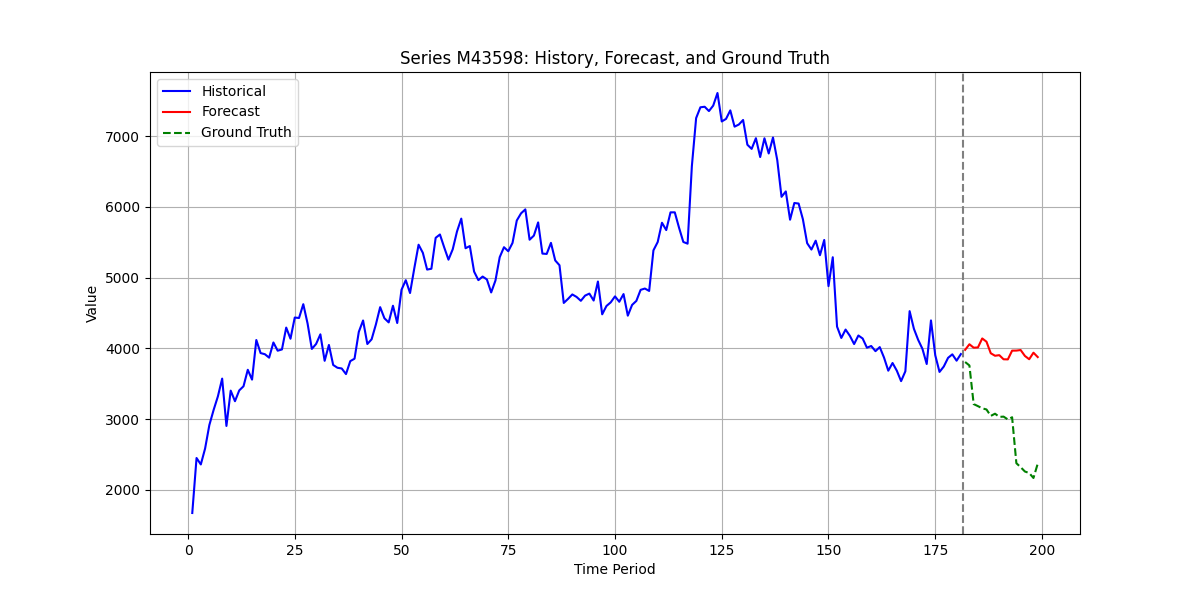 Series M43598: History, Forecast, and Ground Truth
Historical
Forecast
Ground Truth
7000
6000
5000
4000
3000
2000
Value
0 25 50 75 100 125 150 175 200
Time Period